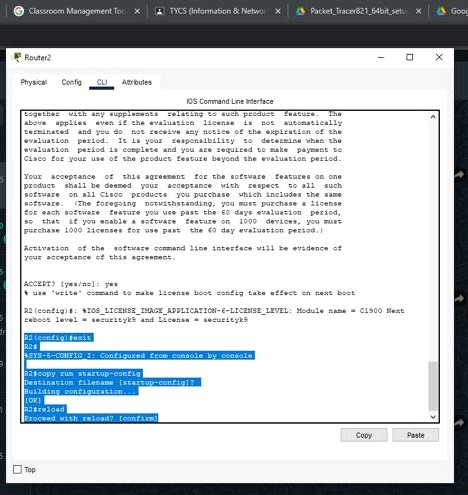 Classroom Management Too
TYCS (Information & Networ
Packet_Tracer821_64bit_setu
Goog
Router2
Physical Config CLI Attributes
IOS Command Line Interface
together with any supplements relating to such product feature. The
above applies even if the evaluation license is not automatically
terminated and you do not receive any notice of the expiration of the
evaluation period. It is your responsibility to determine when the
evaluation period is complete and you are required to make payment to
Cisco for your use of the product feature beyond the evaluation period.
Your acceptance of this agreement for the software features on one
product shall be deemed your acceptance with respect to all such
software on all Cisco products you purchase which includes the same
software. (The foregoing notwithstanding, you must purchase a license
for each software feature you use past the 60 days evaluation period,
so that if you enable a software feature on 1000 devices, you must
purchase 1000 licenses for use past the 60 day evaluation period.)
Activation of the software command line interface will be evidence of
your acceptance of this agreement.
ACCEPT? [yes/no]: yes
% use 'write' command to make license boot config take effect on next boot
R2(config)#: %IOS_LICENSE_IMAGE_APPLICATION-6-LICENSE_LEVEL: Module name = C1900 Next
reboot level = securityk9 and License = securityk9
R2(config)#exit
R2#
%SYS-5-CONFIG_I: Configured from console by console
R2#copy run startup-config
Destination filename [startup-config]?
Building configuration...
[OK]
R2#reload
Proceed with reload? [confirm]
Copy Paste
Top